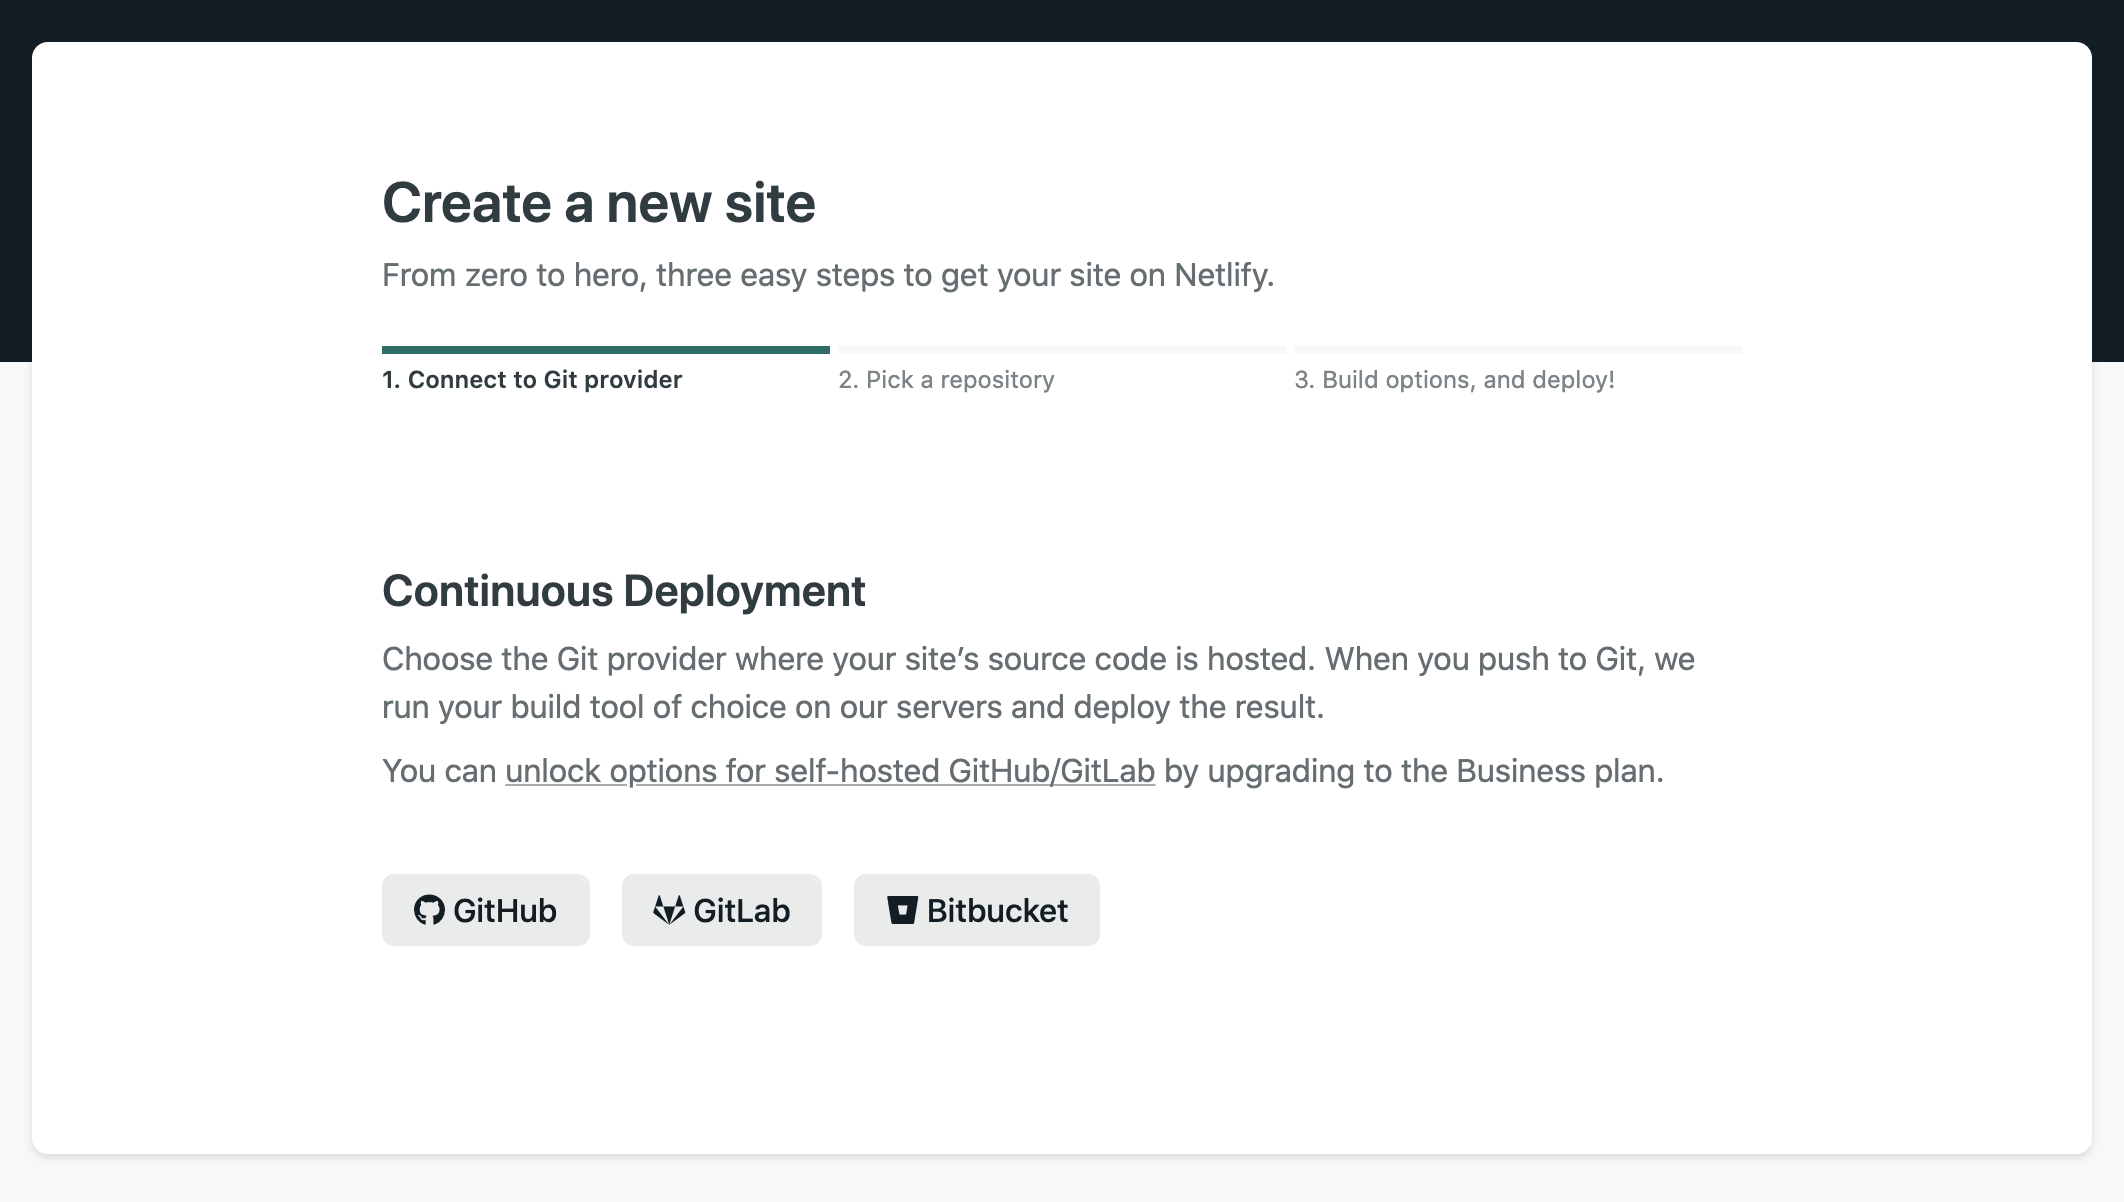 Create a new site
From zero to hero, three easy steps to get your site on Netlify.
1. Connect to Git provider
2. Pick a repository
3. Build options, and deploy!
Continuous Deployment
Choose the Git provider where your site’s source code is hosted. When you push to Git, we
run your build tool of choice on our servers and deploy the result.
You can unlock options for self-hosted GitHub/GitLab by upgrading to the Business plan.
GitHub
GitLab
Bitbucket